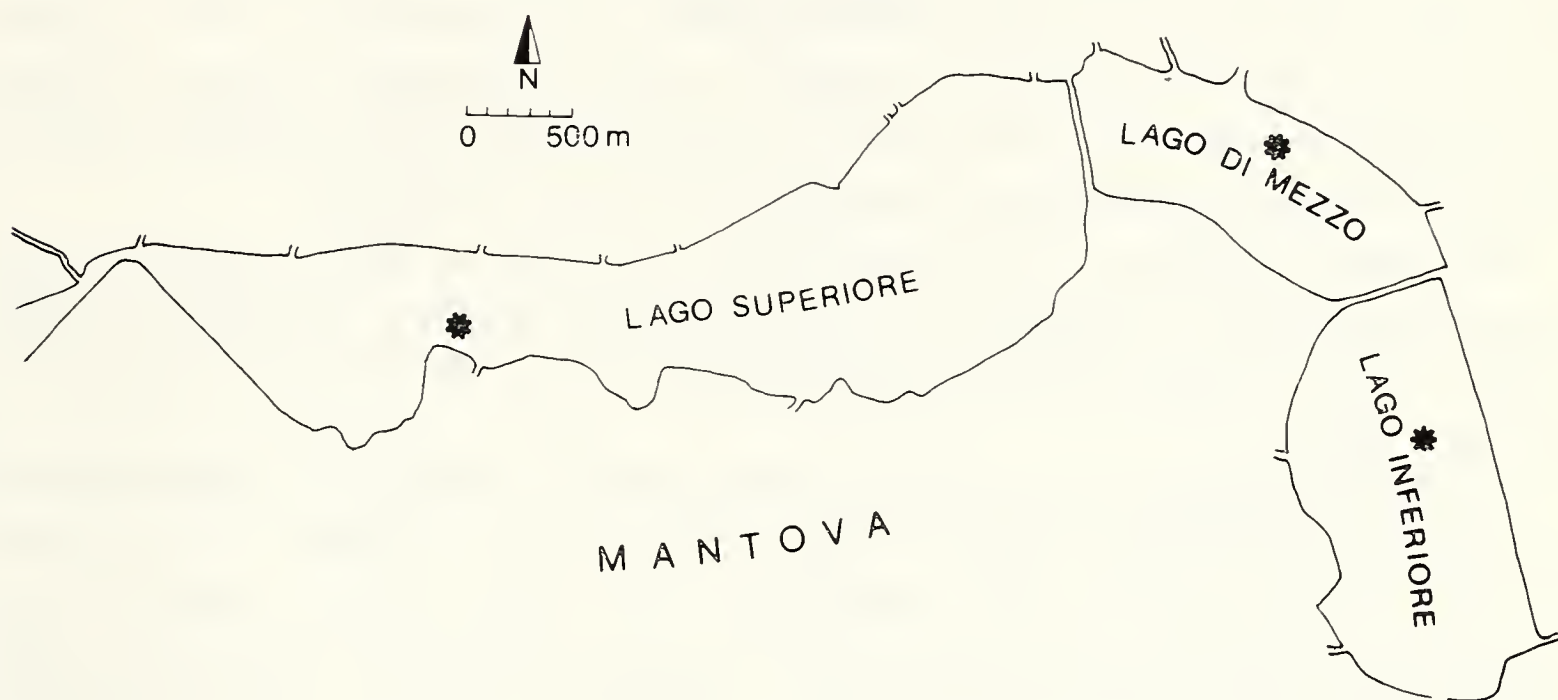 N
0 500 m
LAGO DI MEZZO
LAGO SUPERIORE
LAGO INFERIORE
MANTOVA